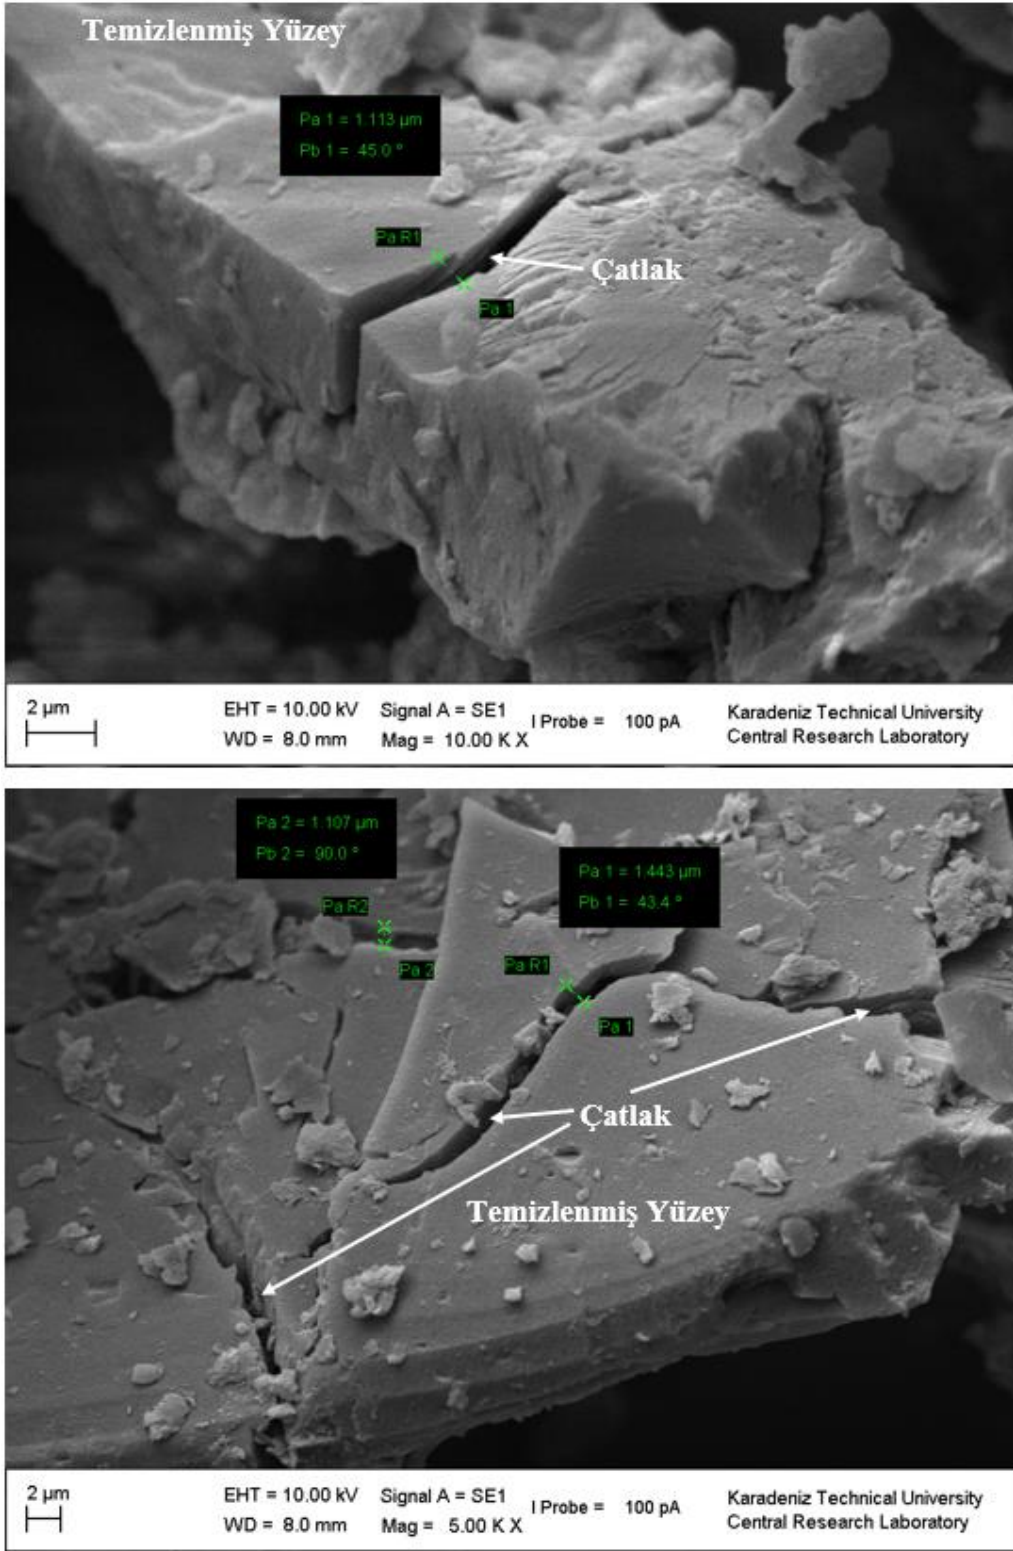 Temizlenmiş Yüzey
Pa 1 = 1.113 µm
Pb 1 = 45.0 °
Pa R1
Çatlak
Pa 1
2 µm
EHT = 10.00 kV
Signal A = SE1
I Probe = 100 pA
Karadeniz Technical University
WD = 8.0 mm
Mag = 10.00 K X
Central Research Laboratory
Pa 2 = 1.107 µm
Pb 2 = 90.0 °
Pa 1 = 1.443 µm
Pb 1 = 43.4 °
Pa R2
Pa 2
Pa R1
Pa 1
Çatlak
Temizlenmiş Yüzey
2 µm
EHT = 10.00 kV
Signal A = SE1
I Probe = 100 pA
Karadeniz Technical University
WD = 8.0 mm
Mag = 5.00 K X
Central Research Laboratory